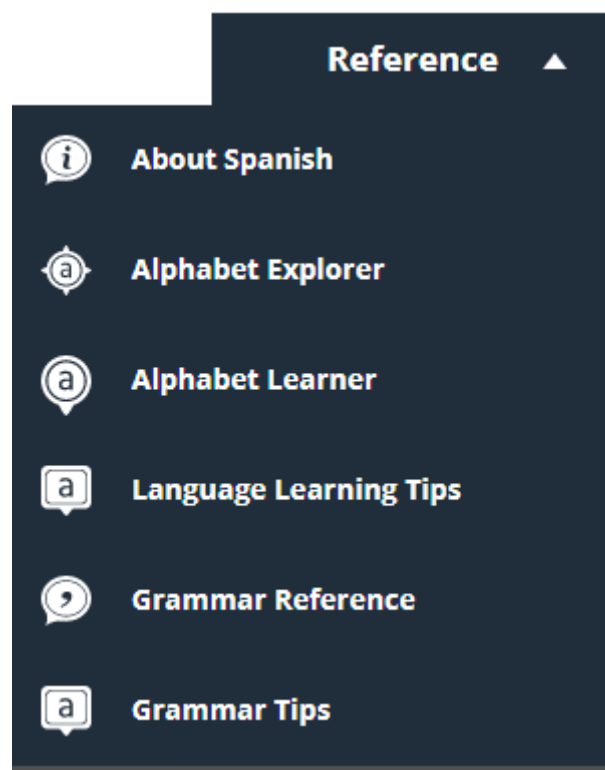 Reference
About Spanish
Alphabet Explorer
Alphabet Learner
Language Learning Tips
Grammar Reference
Grammar Tips